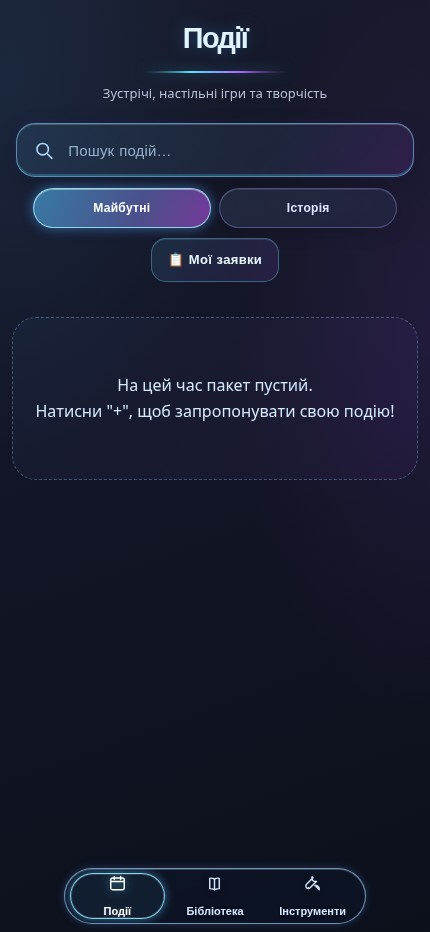 Події
Зустрічі, настільні ігри та творчість
Пошук подій...
Майбутні
Історія
📋 Мої заявки
На цей час пакет пустий.
Натисни "+", щоб запропонувати свою подію!
Події
Бібліотека
Інструменти